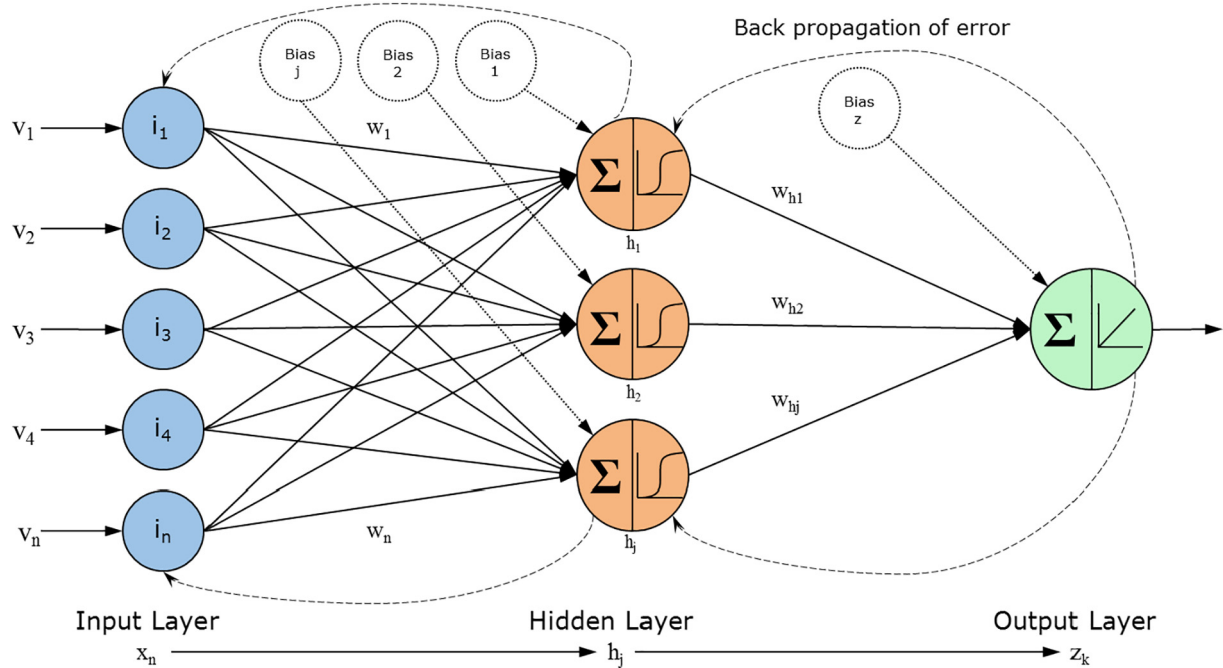 Back propagation of error
Bias
j
Bias
2
Bias
1
Bias
z
v₁
i₁
w₁
Σ
h₁
wₕ₁
v₂
i₂
v₃
i₃
Σ
h₂
wₕ₂
Σ
v₄
i₄
wₕⱼ
Σ
hⱼ
vₙ
iₙ
wₙ
Input Layer
Hidden Layer
Output Layer
xₙ
hⱼ
zₖ